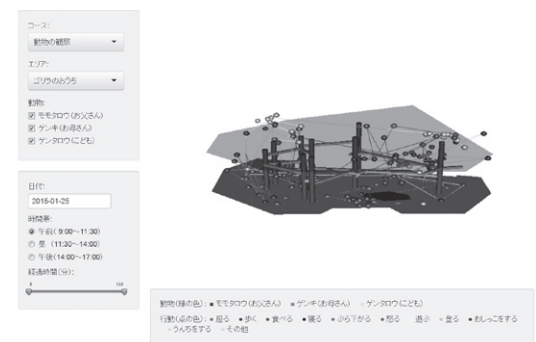 コース:
動物の観察
エリア:
ゴリラのおうち
動物:
モモタロウ(お父さん)
ゲンキ(お母さん)
ゲンタロウ(こども)
日付:
2015-01-25
時間帯:
午前( 9:00～11:30)
昼 (11:30～14:00)
午後(14:00～17:00)
経過時間(分):
動物(線の色): ●モモタロウ(お父さん) ●ゲンキ(お母さん) ●ゲンタロウ(こども)
行動(点の色): ●座る ●歩く ●食べる ●寝る ●ぶら下がる ●怒る 遊ぶ ●登る ●おしっこをする
●うんちをする ●その他